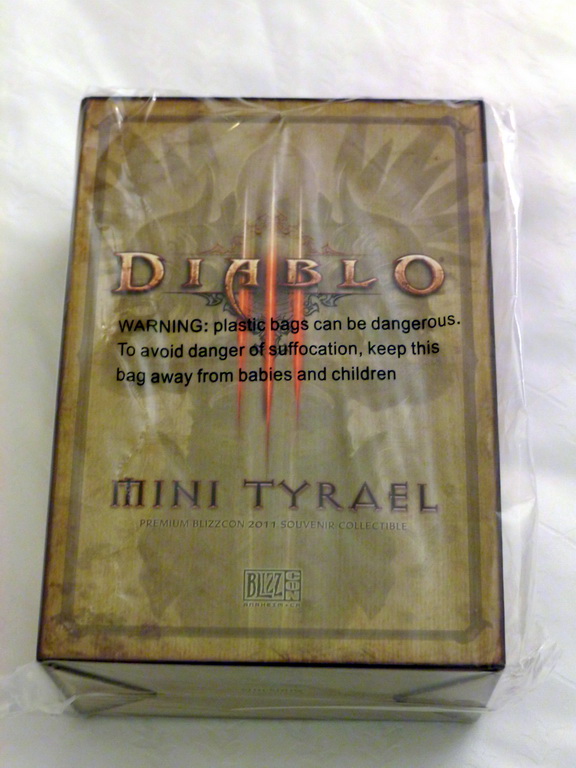 DIABLO
WARNING: plastic bags can be dangerous.
To avoid danger of suffocation, keep this
bag away from babies and children
MINI TYRAEL
PREMIUM BLIZZCON 2011 SOUVENIR COLLECTIBLE
BLIZZCON